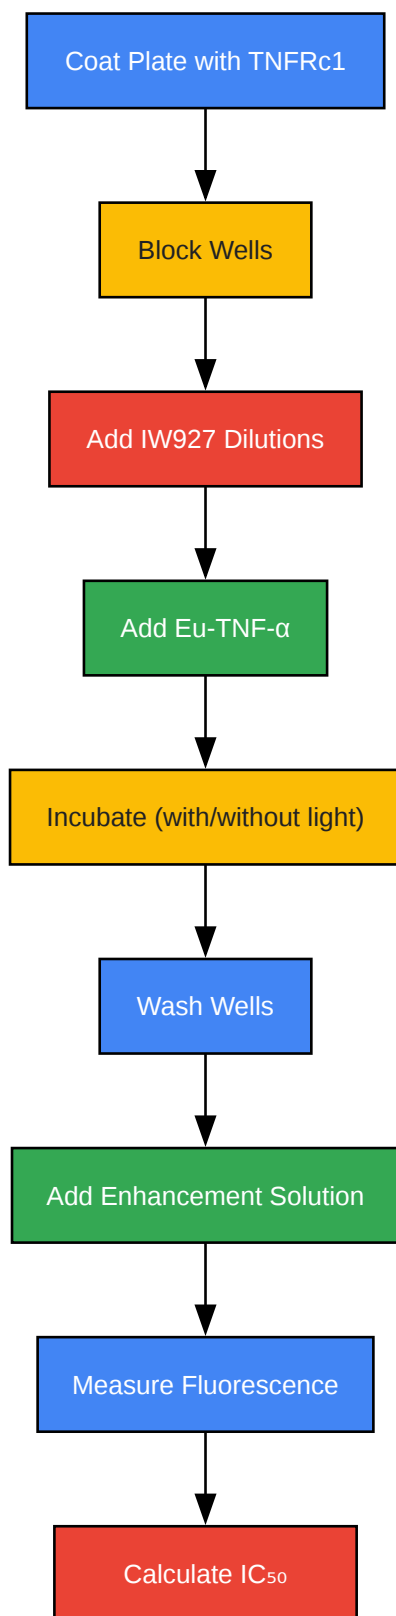 Coat Plate with TNFRc1
Block Wells
Add IW927 Dilutions
Add Eu-TNF-α
Incubate (with/without light)
Wash Wells
Add Enhancement Solution
Measure Fluorescence
Calculate IC₅₀